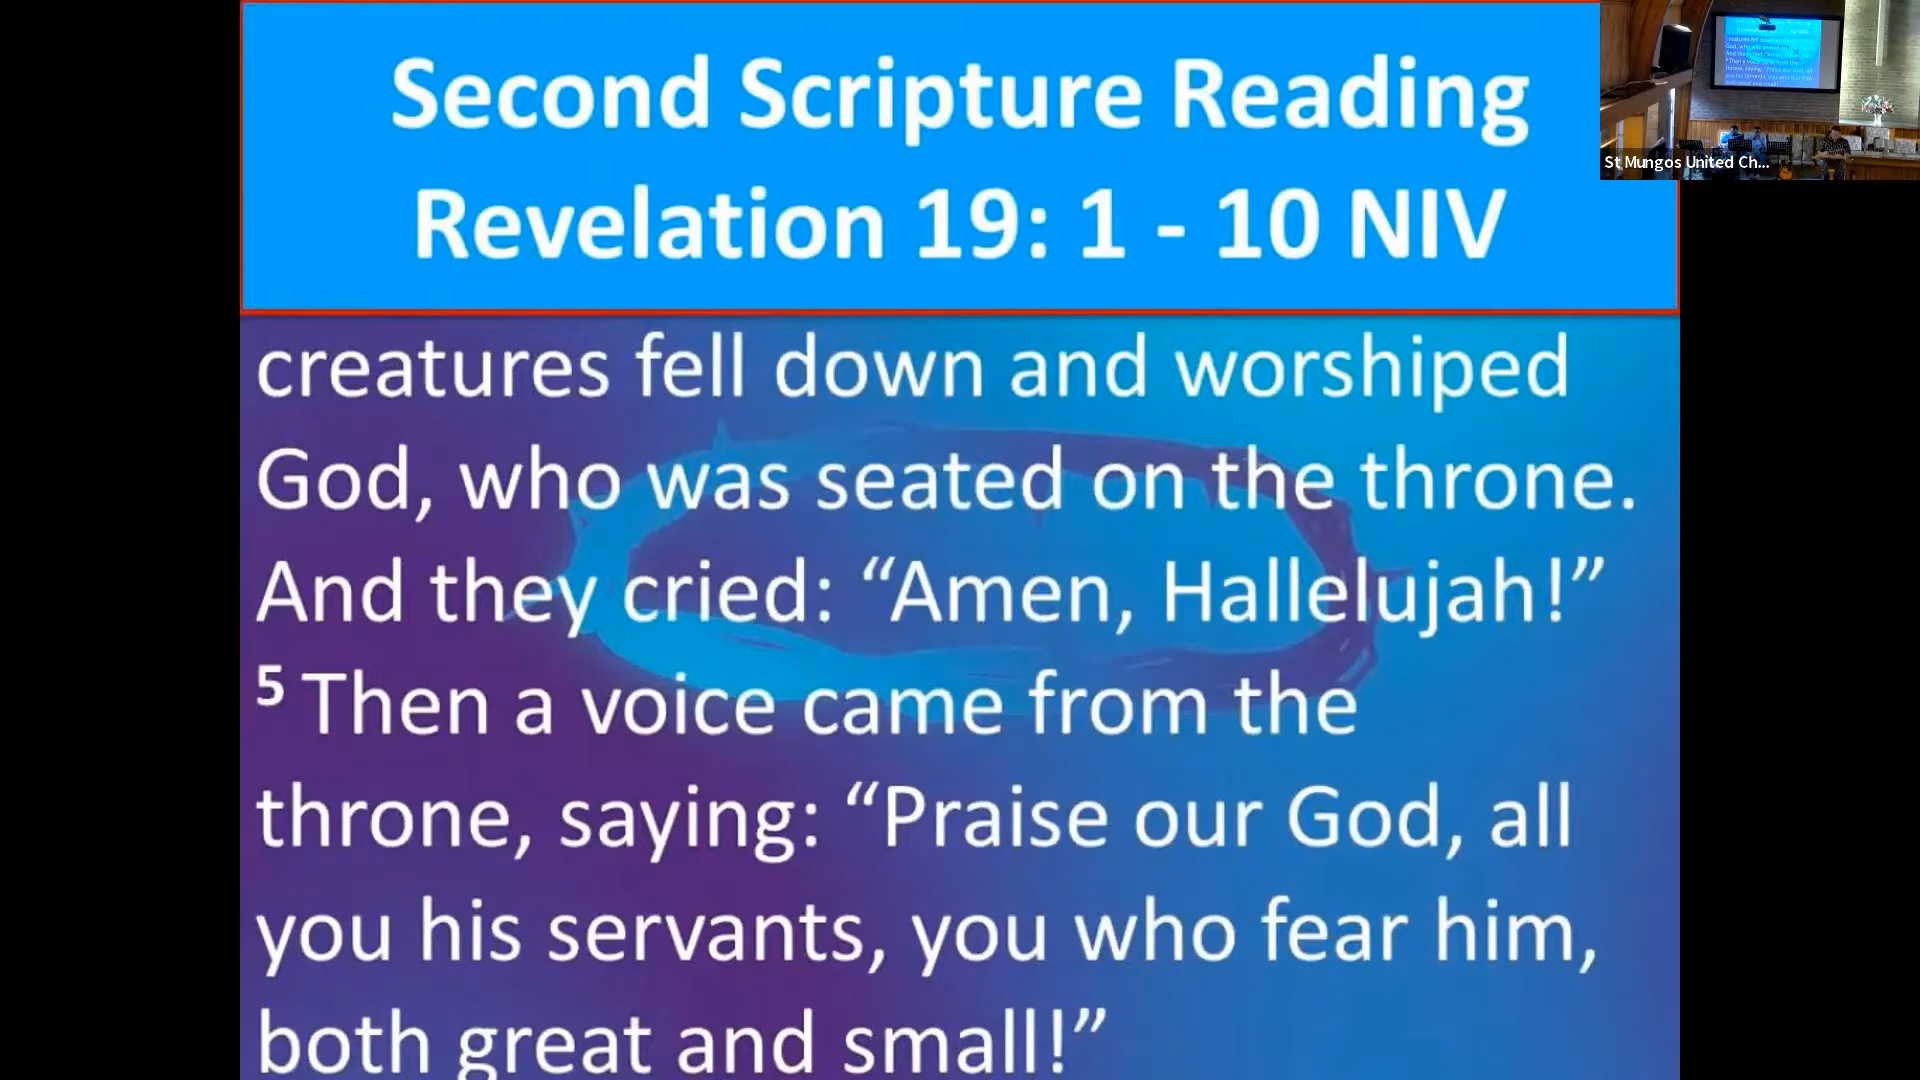 Second Scripture Reading
Revelation 19: 1 - 10 NIV
St Mungos United Ch...
creatures fell down and worshiped
God, who was seated on the throne.
And they cried: “Amen, Hallelujah!”
5 Then a voice came from the
throne, saying: “Praise our God, all
you his servants, you who fear him,
both great and small!”